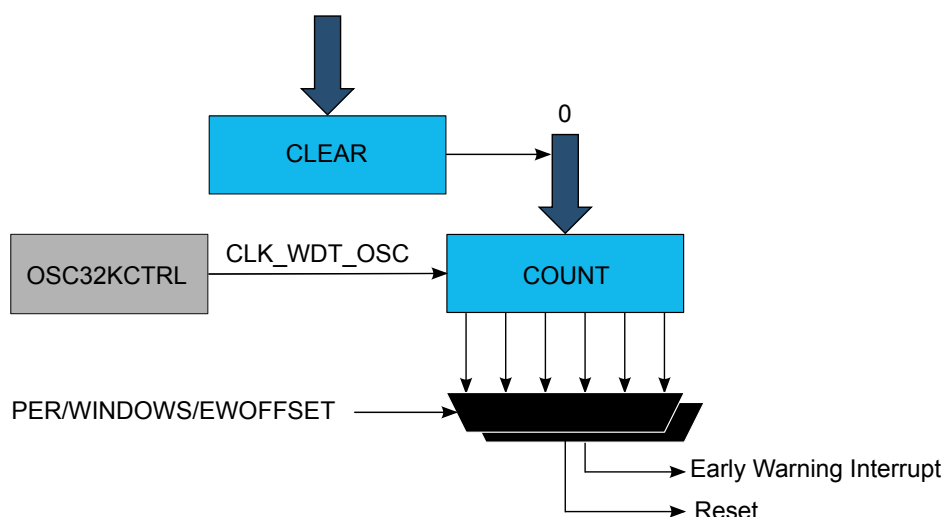 0
CLEAR
CLK_WDT_OSC
OSC32KCTRL
COUNT
PER/WINDOWS/EWOFFSET
Early Warning Interrupt
Reset